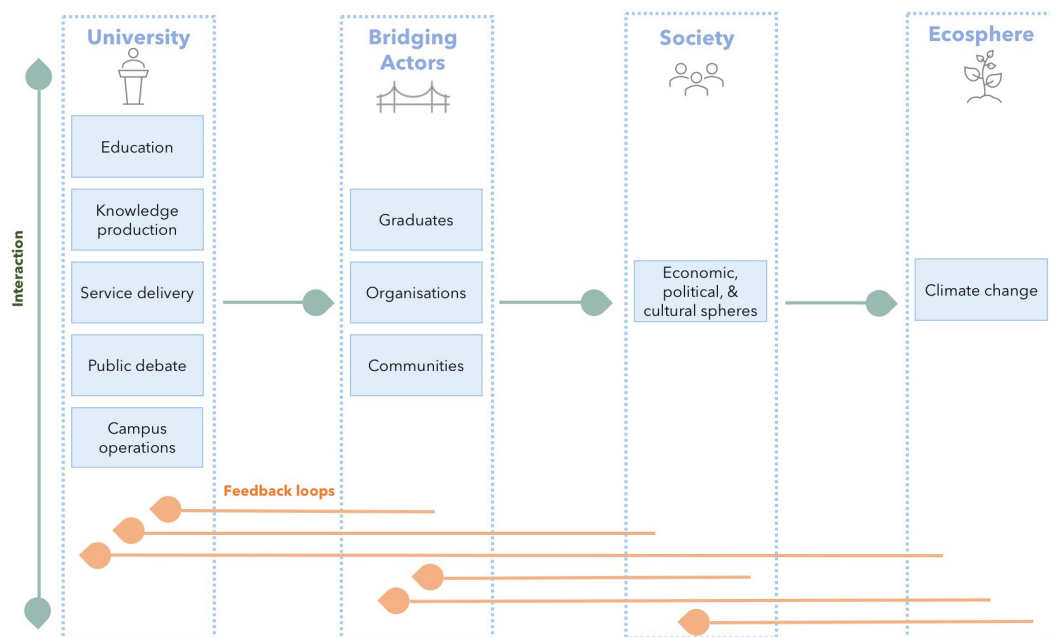 University
Bridging
Actors
Society
Ecosphere
Education
Knowledge
production
Graduates
Interaction
Service delivery
Organisations
Economic,
political, &
cultural spheres
Climate change
Public debate
Communities
Campus
operations
Feedback loops